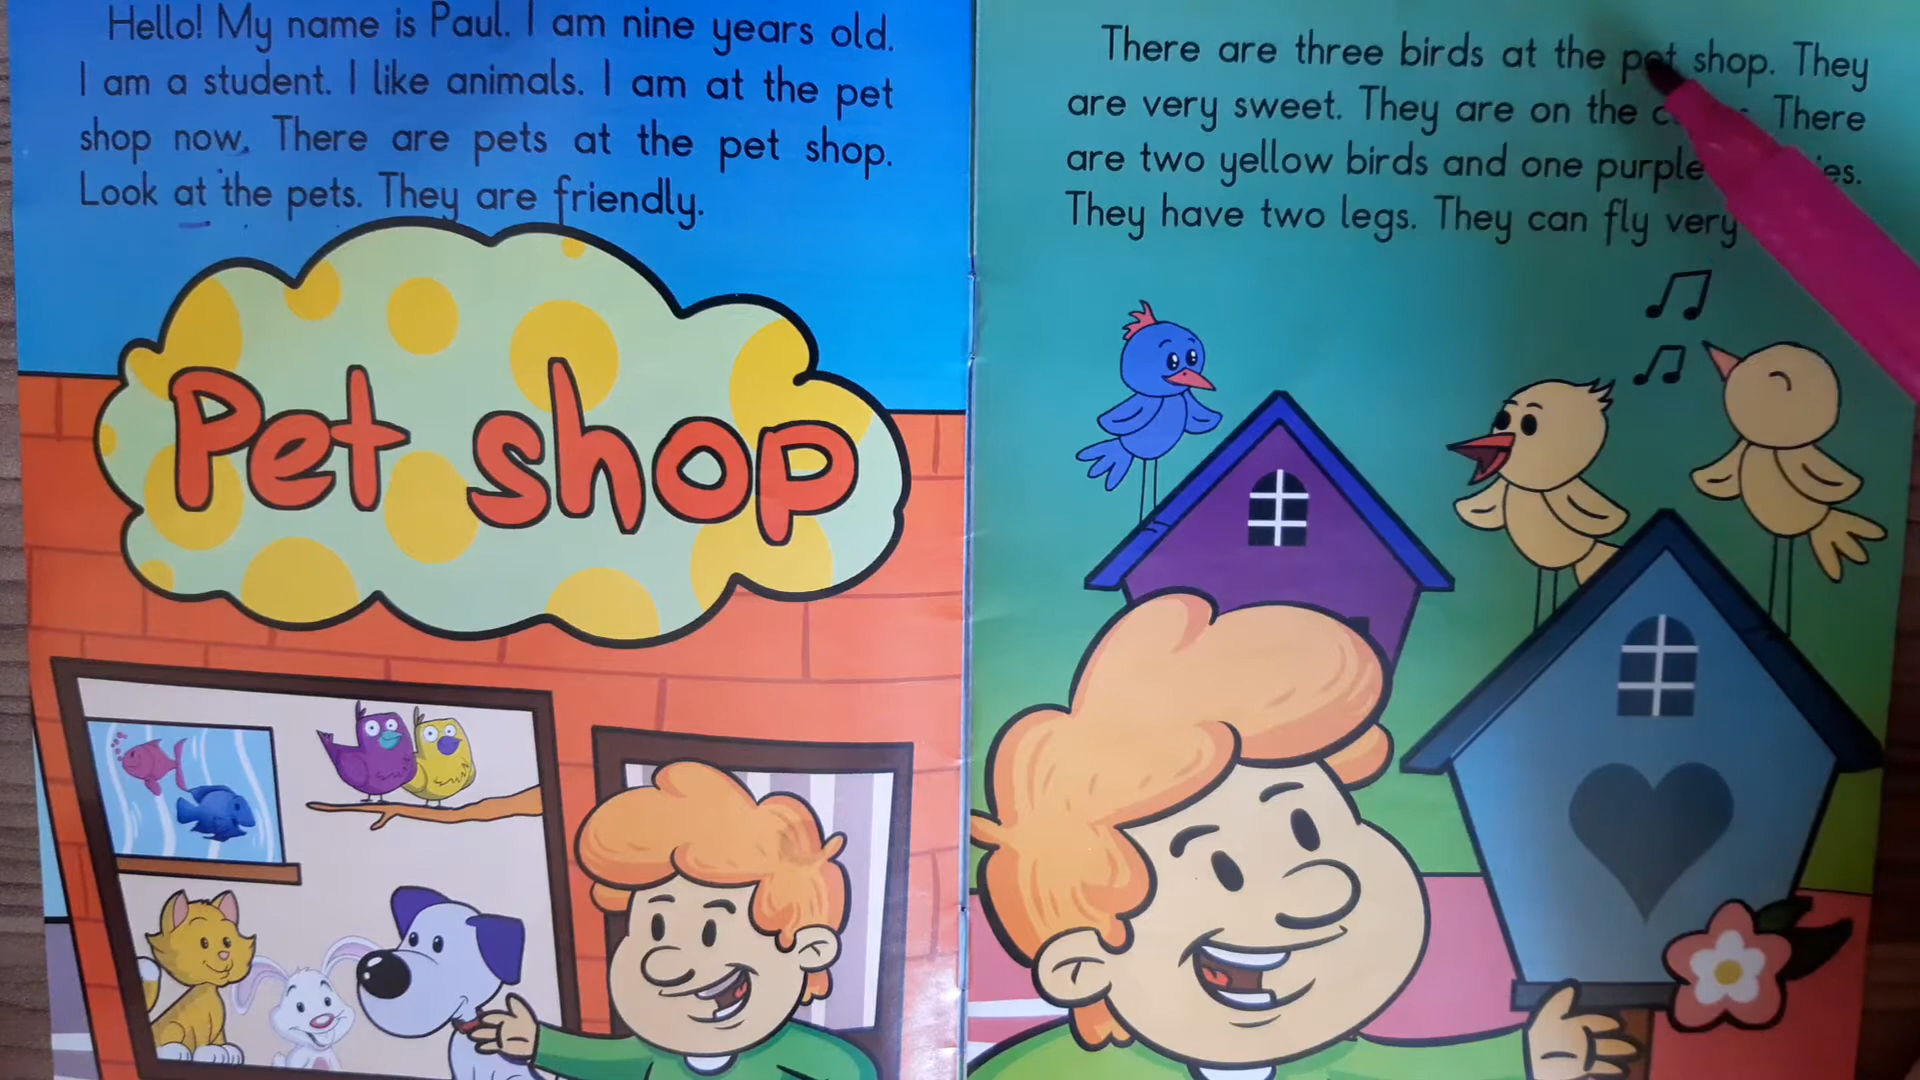 Hello! My name is Paul. I am nine years old.
I am a student. I like animals. I am at the pet
shop now. There are pets at the pet shop.
Look at the pets. They are friendly.
Pet shop
There are three birds at the pet shop. They
are very sweet. They are on the There
are two yellow birds and one purple
They have two legs. They can fly very